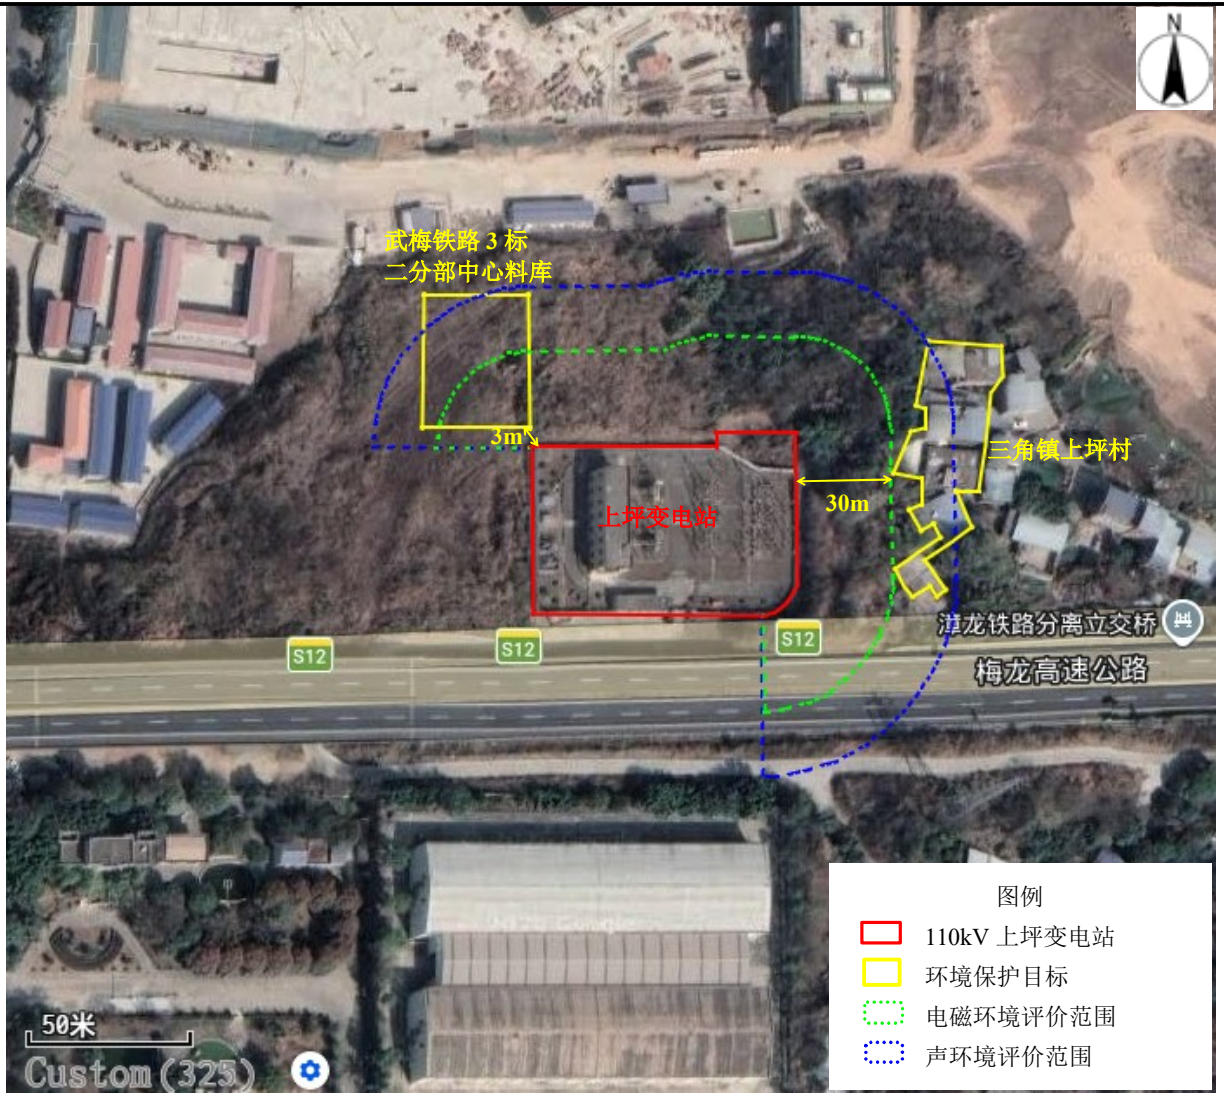 N
武梅铁路 3 标
二分部中心料库
3m
三角镇上坪村
30m
上坪变电站
S12
S12
S12
漳龙铁路分离立交桥
梅龙高速公路
图例
110kV 上坪变电站
环境保护目标
电磁环境评价范围
声环境评价范围
50米
Custom(325)